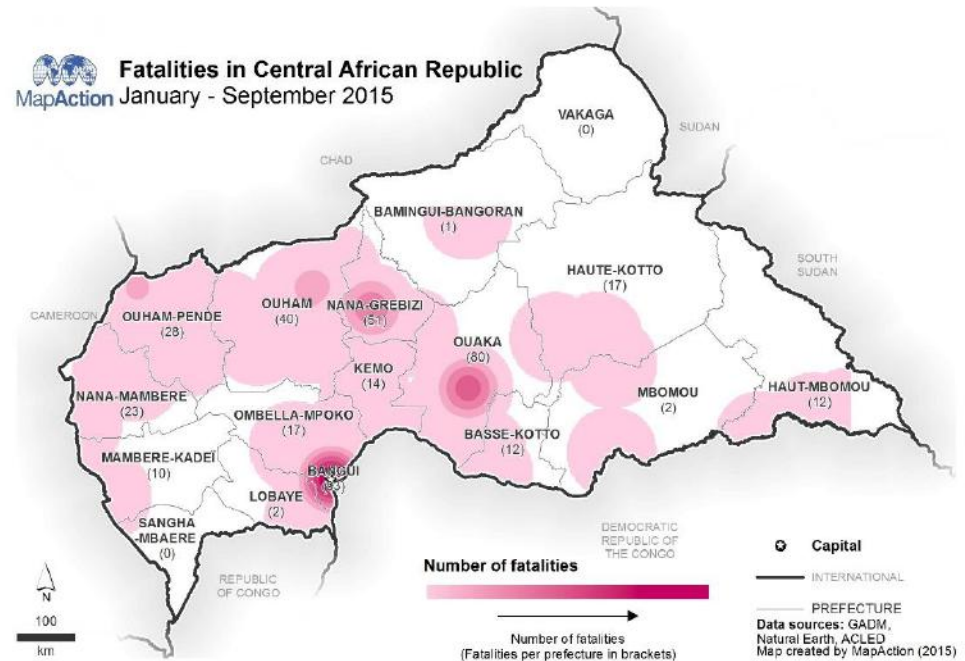 MapAction
Fatalities in Central African Republic
January - September 2015
VAKAGA
(0)
SUDAN
CHAD
BAMINGUI-BANGORAN
(1)
SOUTH
SUDAN
HAUTE-KOTTO
(17)
CAMEROON
OUHAM-PENDE
(28)
OUHAM
(40)
NANA-GREBIZI
(51)
OUAKA
(80)
KEMO
(14)
NANA-MAMBERE
(23)
MBOMOU
(2)
HAUT-MBOMOU
(12)
OMBELLA-MPOKO
(17)
BASSE-KOTTO
(12)
MAMBERE-KADEÏ
(10)
BANGUI
LOBAYE
(2)
SANGHA
-MBAERE
(0)
DEMOCRATIC
REPUBLIC OF
THE CONGO
REPUBLIC
OF CONGO
N
100
km
Number of fatalities
Number of fatalities
(Fatalities per prefecture in brackets)
Capital
INTERNATIONAL
PREFECTURE
Data sources: GADM,
Natural Earth, ACLED
Map created by MapAction (2015)